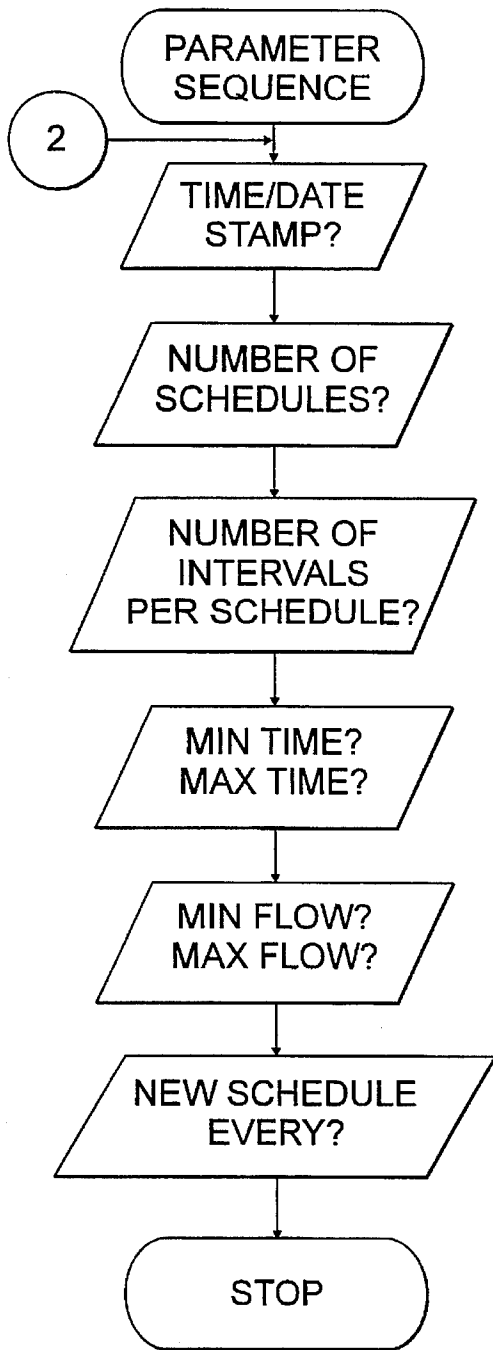 PARAMETER
SEQUENCE
2
TIME/DATE
STAMP?
NUMBER OF
SCHEDULES?
NUMBER OF
INTERVALS
PER SCHEDULE?
MIN TIME?
MAX TIME?
MIN FLOW?
MAX FLOW?
NEW SCHEDULE
EVERY?
STOP